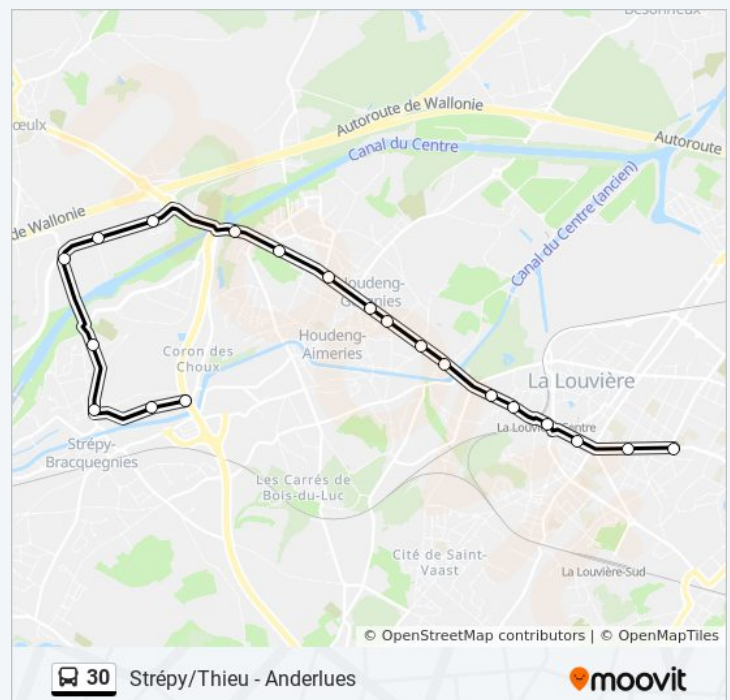 Besonrieux
Autoroute de Wallonie
Autoroute
œulx
Canal du Centre
Canal du Centre (ancien)
de Wallonie
Houdeng-
Gœgnies
Houdeng-
Aimeries
Coron des
Choux
La Louvière
La Louvière-Centre
Strépy-
Bracquegnies
Les Carrés de
Bois-du-Luc
Cité de Saint-
Vaast
La Louvière-Sud
© OpenStreetMap contributors | © OpenMapTiles
30 Strépy/Thieu - Anderlues
moovit